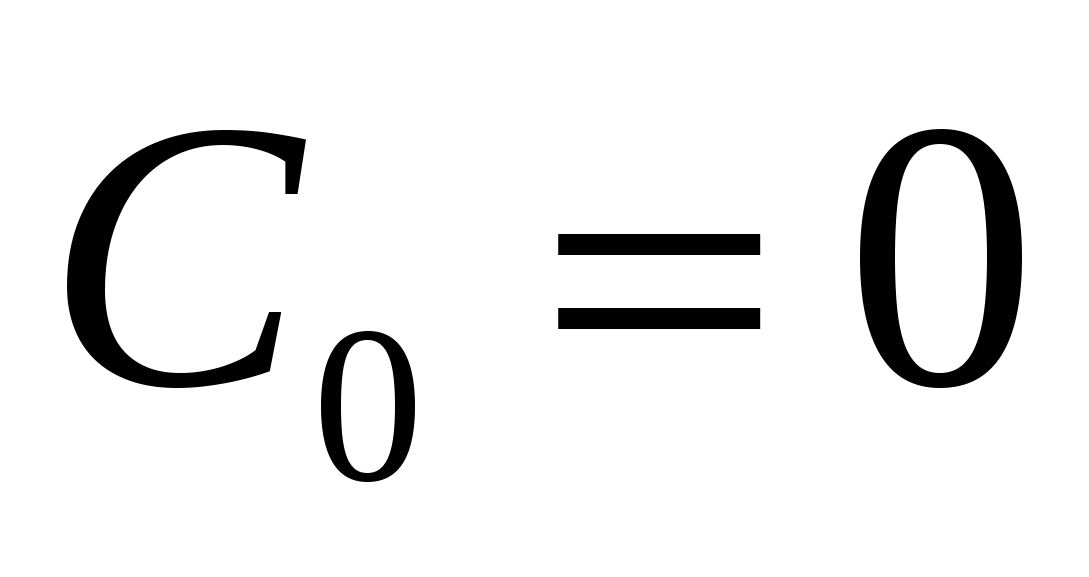 C₀ = 0